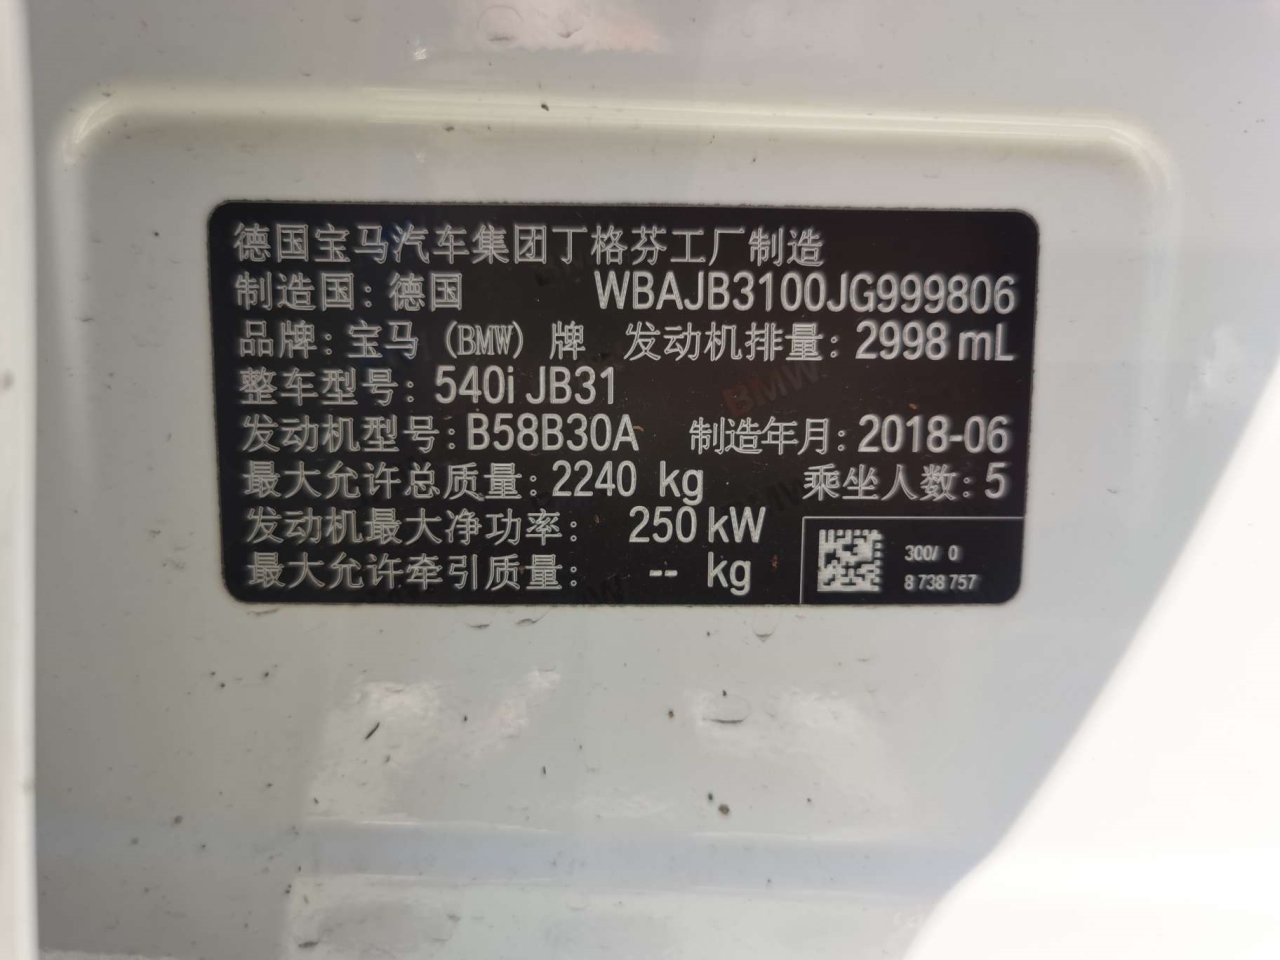 德国宝马汽车集团丁格芬工厂制造
制造国：德国 WBAJB3100JG999806
品牌：宝马 (BMW) 牌 发动机排量：2998 mL
整车型号：540i JB31
发动机型号：B58B30A 制造年月：2018-06
最大允许总质量：2240 kg 乘坐人数：5
发动机最大净功率： 250 kW
最大允许牵引质量： -- kg
300/ 0
8 738 757